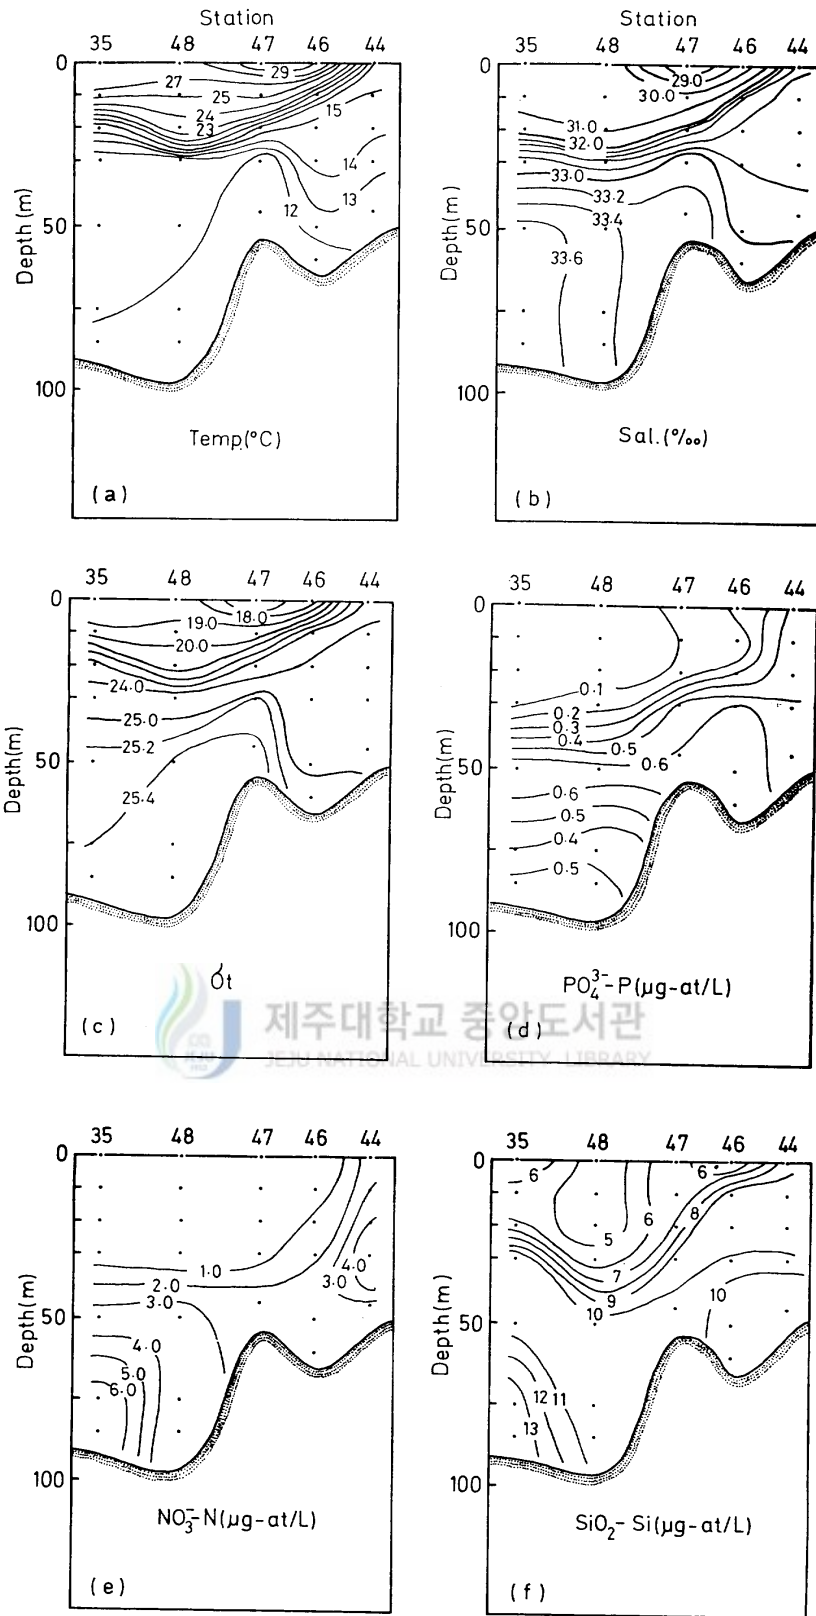 Station
35 48 47 46 44
0
29
27
25
24
23
15
14
13
12
50
100
Depth(m)
Temp.(°C)
(a)
Station
35 48 47 46 44
0
29.0
30.0
31.0
32.0
33.0
33.2
33.4
33.6
50
100
Depth(m)
Sal.(‰)
(b)
35 48 47 46 44
0
18.0
19.0
20.0
24.0
25.0
25.2
25.4
50
100
Depth(m)
σt
(c)
35 48 47 46 44
0
0.1
0.2
0.3
0.4
0.5
0.6
0.6
0.5
0.4
0.5
50
100
Depth(m)
PO₄³⁻-P(μg-at/L)
(d)
제주대학교 중앙도서관
JEJU NATIONAL UNIVERSITY LIBRARY
35 48 47 46 44
0
1.0
2.0
3.0
4.0
3.0
4.0
5.0
6.0
50
100
Depth(m)
NO₃⁻-N(μg-at/L)
(e)
35 48 47 46 44
0
6
6
6
5
8
7
9
10
10
12 11
13
50
100
Depth(m)
SiO₂-Si(μg-at/L)
(f)